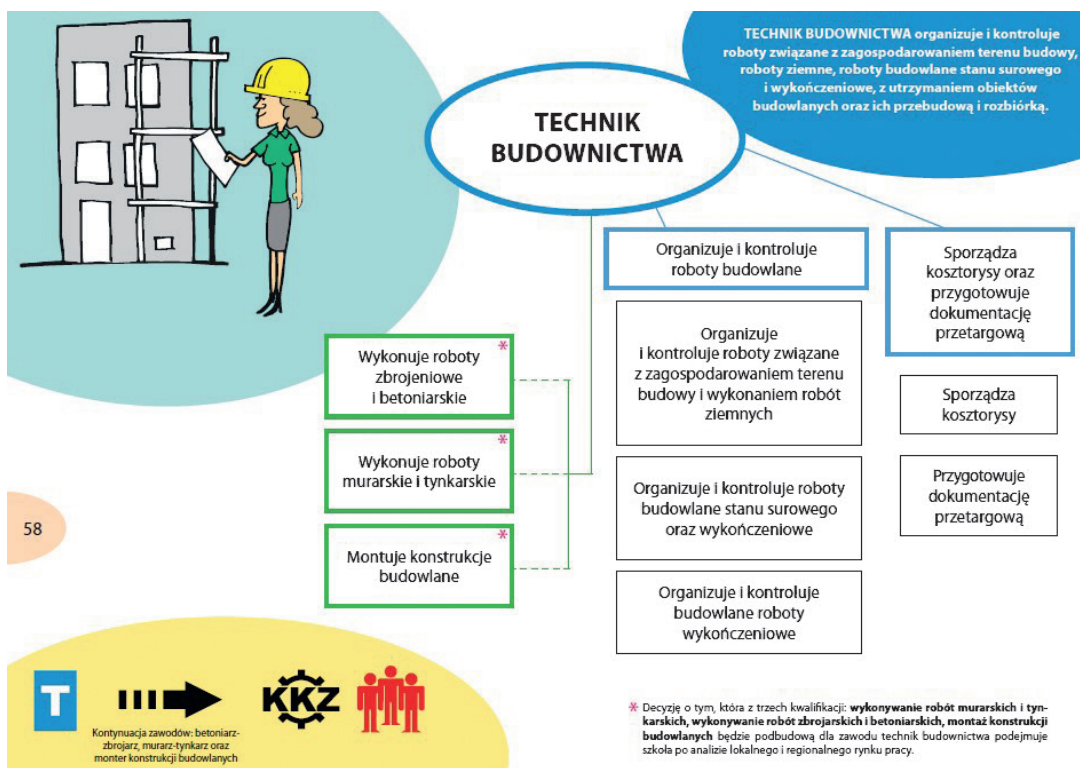 TECHNIK BUDOWNICTWA organizuje i kontroluje
roboty związane z zagospodarowaniem terenu budowy,
roboty ziemne, roboty budowlane stanu surowego
i wykończeniowe, z utrzymaniem obiektów
budowlanych oraz ich przebudową i rozbiórką.
TECHNIK
BUDOWNICTWA
Organizuje i kontroluje
roboty budowlane
Organizuje
i kontroluje roboty związane
z zagospodarowaniem terenu
budowy i wykonaniem robót
ziemnych
Organizuje i kontroluje roboty
budowlane stanu surowego
oraz wykończeniowe
Organizuje i kontroluje
budowlane roboty
wykończeniowe
Sporządza
kosztorysy oraz
przygotowuje
dokumentację
przetargową
Sporządza
kosztorysy
Przygotowuje
dokumentację
przetargową
*
Wykonuje roboty
zbrojeniowe
i betoniarskie
*
Wykonuje roboty
murarskie i tynkarskie
*
Montuje konstrukcje
budowlane
58
T
KKZ
Kontynuacja zawodów: betoniarz-
zbrojarz, murarz-tynkarz oraz
monter konstrukcji budowlanych
* Decyzję o tym, która z trzech kwalifikacji: wykonywanie robót murarskich i tyn-
karskich, wykonywanie robót zbrojarskich i betoniarskich, montaż konstrukcji
budowlanych będzie podbudową dla zawodu technik budownictwa podejmuje
szkoła po analizie lokalnego i regionalnego rynku pracy.